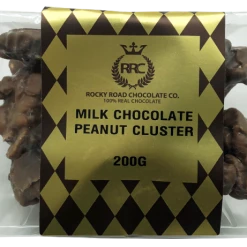 RRC
ROCKY ROAD CHOCOLATE CO.
100% REAL CHOCOLATE
MILK CHOCOLATE
PEANUT CLUSTER
200G